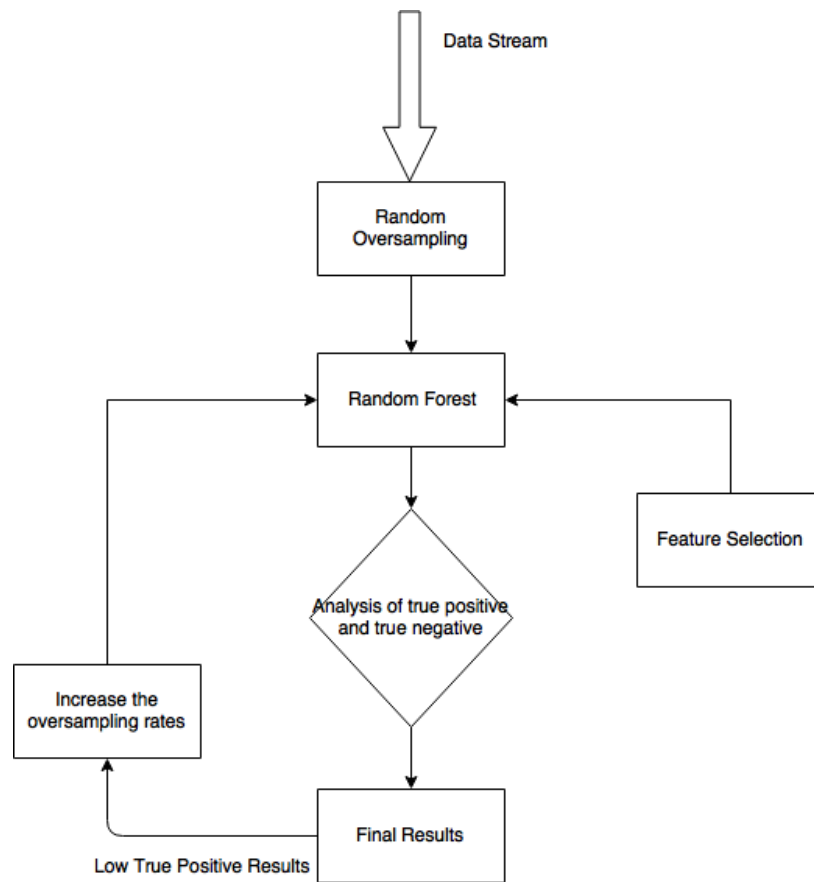 Data Stream
Random
Oversampling
Random Forest
Feature Selection
Analysis of true positive
and true negative
Increase the
oversampling rates
Final Results
Low True Positive Results